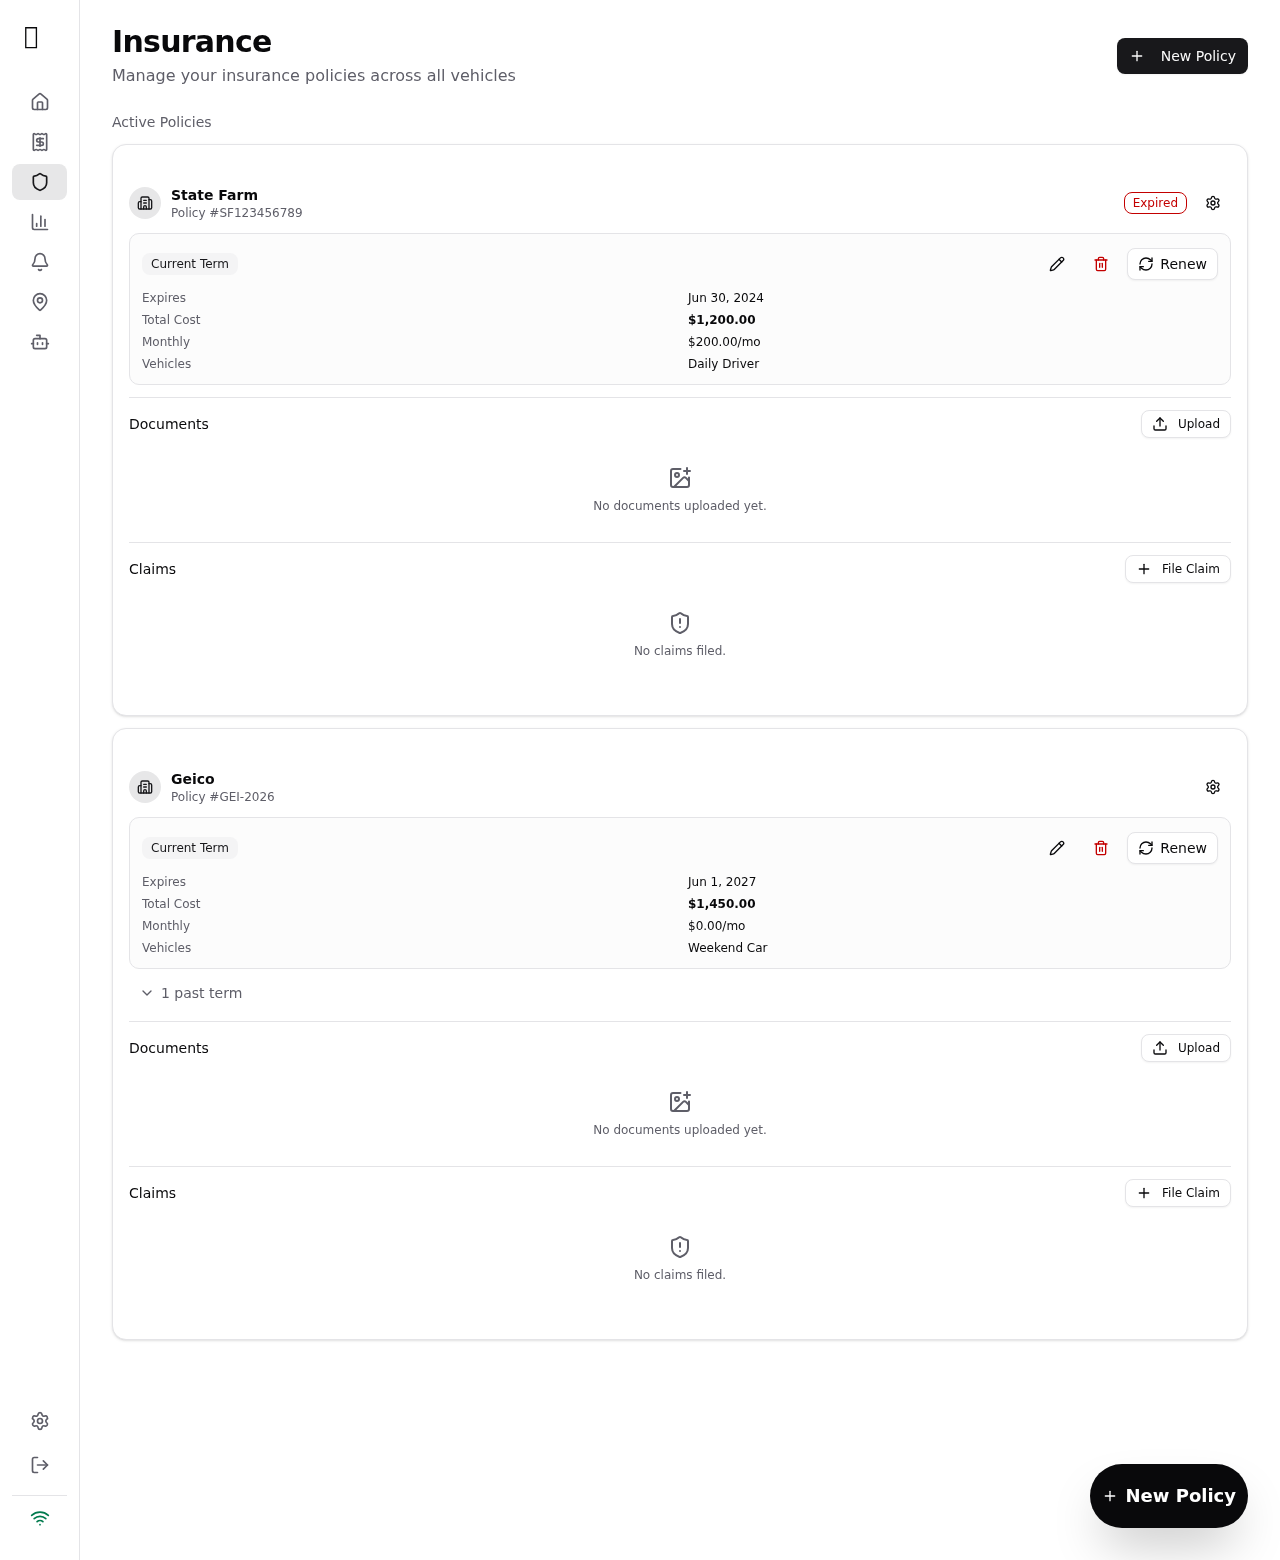 Insurance
Manage your insurance policies across all vehicles
New Policy
Active Policies
State Farm
Policy #SF123456789
Expired
Current Term
Renew
Expires
Jun 30, 2024
Total Cost
$1,200.00
Monthly
$200.00/mo
Vehicles
Daily Driver
Documents
Upload
No documents uploaded yet.
Claims
File Claim
No claims filed.
Geico
Policy #GEI-2026
Current Term
Renew
Expires
Jun 1, 2027
Total Cost
$1,450.00
Monthly
$0.00/mo
Vehicles
Weekend Car
1 past term
Documents
Upload
No documents uploaded yet.
Claims
File Claim
No claims filed.
New Policy